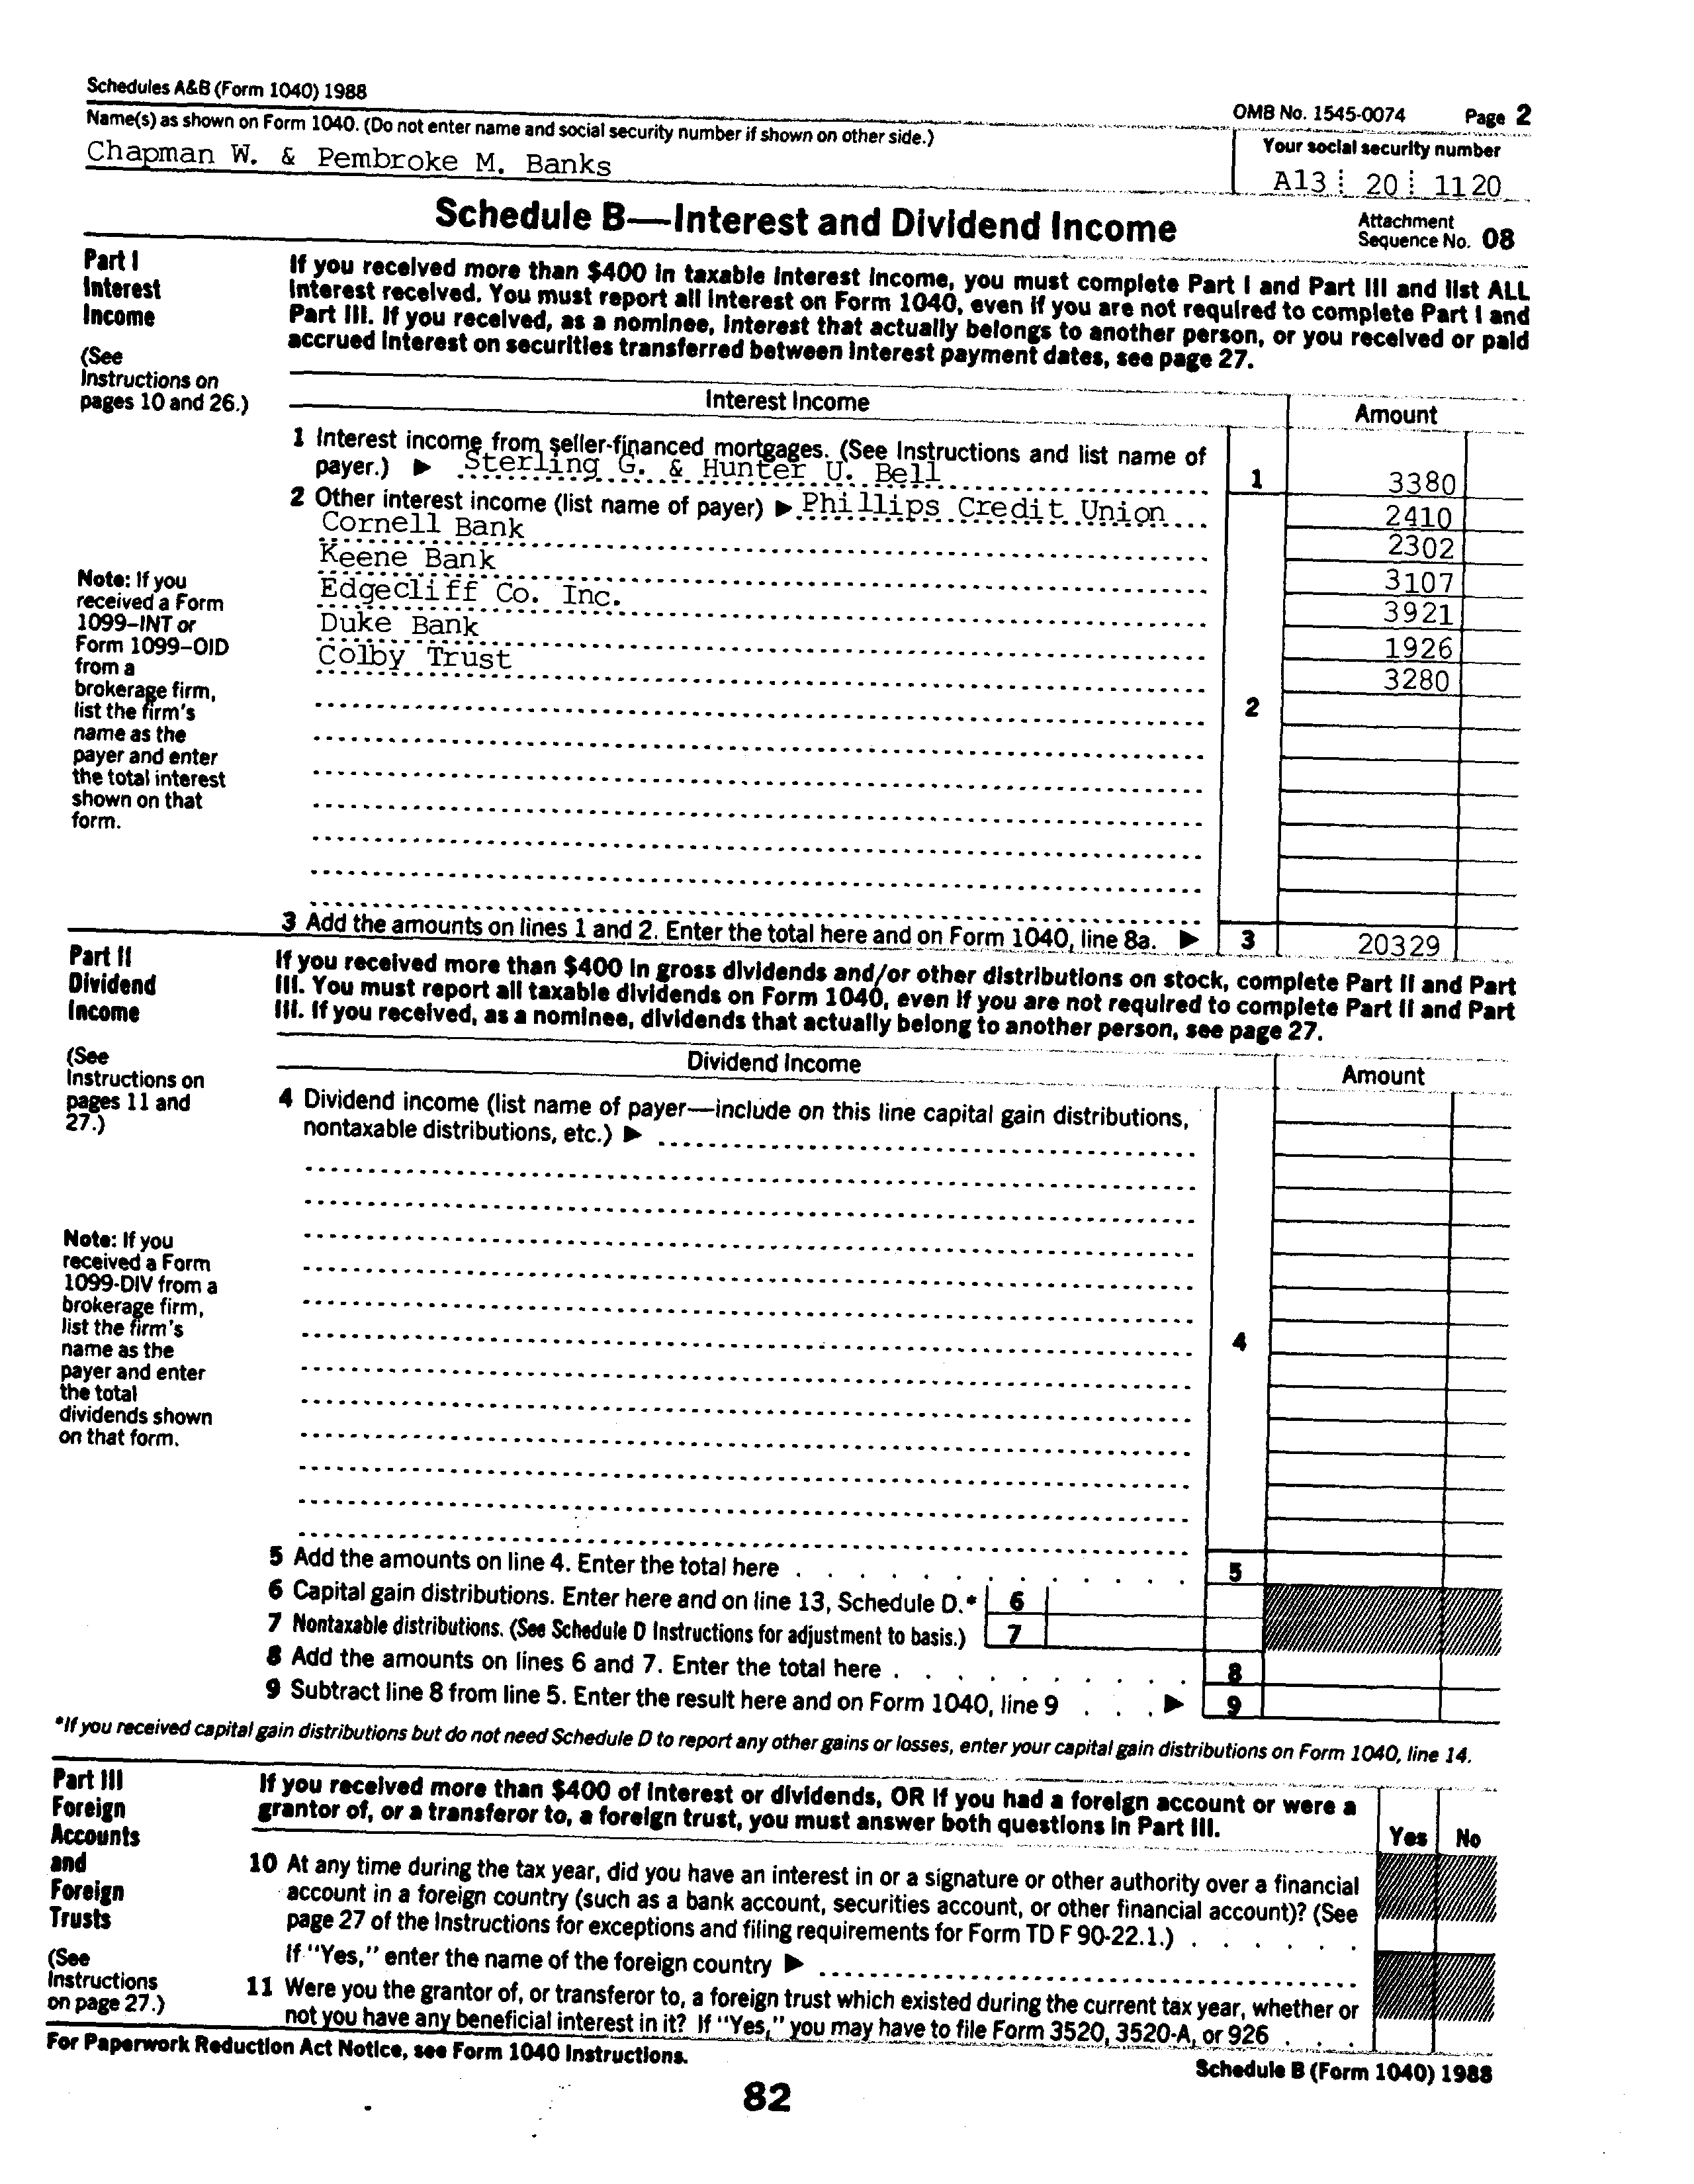 Schedules A&B (Form 1040) 1988
OMB No. 1545-0074 Page 2
Name(s) as shown on Form 1040. (Do not enter name and social security number if shown on other side.)
Your social security number
Chapman W. & Pembroke M. Banks
A13 20 1120
Schedule B—Interest and Dividend Income
Attachment
Sequence No. 08
Part I
Interest
Income
(See
Instructions on
pages 10 and 26.)
If you received more than $400 in taxable interest income, you must complete Part I and Part III and list ALL
interest received. You must report all interest on Form 1040, even if you are not required to complete Part I and
Part III. If you received, as a nominee, interest that actually belongs to another person, or you received or paid
accrued interest on securities transferred between interest payment dates, see page 27.
Interest Income Amount
1 Interest income from seller-financed mortgages. (See Instructions and list name of
payer.) ▶ Sterling G. & Hunter U. Bell 1 3380
2 Other interest income (list name of payer) ▶ Phillips Credit Union 2410
Cornell Bank 2302
Keene Bank 3107
Edgecliff Co. Inc. 3921
Duke Bank 1926
Colby Trust 3280
2
Note: If you
received a Form
1099–INT or
Form 1099–OID
from a
brokerage firm,
list the firm's
name as the
payer and enter
the total interest
shown on that
form.
3 Add the amounts on lines 1 and 2. Enter the total here and on Form 1040, line 8a. ▶ 3 20329
Part II
Dividend
Income
(See
Instructions on
pages 11 and
27.)
If you received more than $400 in gross dividends and/or other distributions on stock, complete Part II and Part
III. You must report all taxable dividends on Form 1040, even if you are not required to complete Part II and Part
III. If you received, as a nominee, dividends that actually belong to another person, see page 27.
Dividend Income Amount
4 Dividend income (list name of payer—include on this line capital gain distributions,
nontaxable distributions, etc.) ▶
4
Note: If you
received a Form
1099-DIV from a
brokerage firm,
list the firm's
name as the
payer and enter
the total
dividends shown
on that form.
5 Add the amounts on line 4. Enter the total here 5
6 Capital gain distributions. Enter here and on line 13, Schedule D.* 6
7 Nontaxable distributions. (See Schedule D Instructions for adjustment to basis.) 7
8 Add the amounts on lines 6 and 7. Enter the total here 8
9 Subtract line 8 from line 5. Enter the result here and on Form 1040, line 9 ▶ 9
*If you received capital gain distributions but do not need Schedule D to report any other gains or losses, enter your capital gain distributions on Form 1040, line 14.
Part III
Foreign
Accounts
and
Foreign
Trusts
(See
Instructions
on page 27.)
If you received more than $400 of interest or dividends, OR if you had a foreign account or were a
grantor of, or a transferor to, a foreign trust, you must answer both questions in Part III.
Yes No
10 At any time during the tax year, did you have an interest in or a signature or other authority over a financial
account in a foreign country (such as a bank account, securities account, or other financial account)? (See
page 27 of the Instructions for exceptions and filing requirements for Form TD F 90-22.1.)
If "Yes," enter the name of the foreign country ▶
11 Were you the grantor of, or transferor to, a foreign trust which existed during the current tax year, whether or
not you have any beneficial interest in it? If "Yes," you may have to file Form 3520, 3520-A, or 926
For Paperwork Reduction Act Notice, see Form 1040 Instructions.
Schedule B (Form 1040) 1988
82